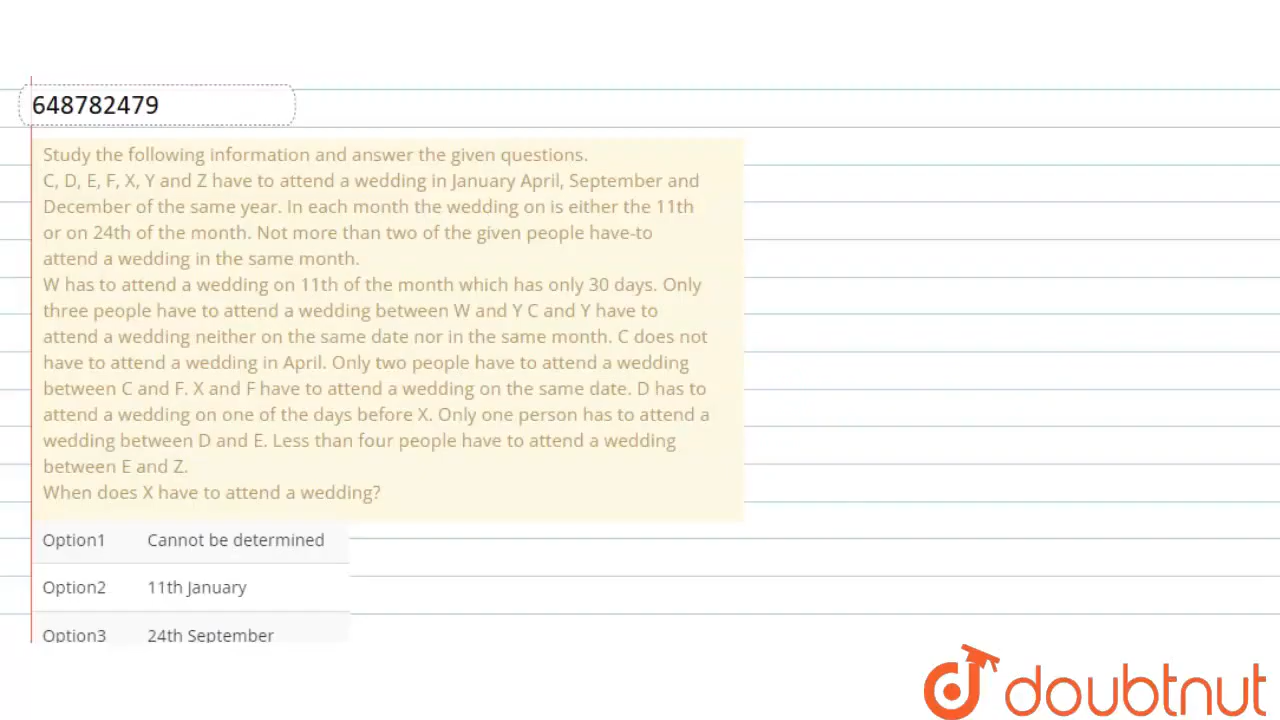 648782479
Study the following information and answer the given questions.
C, D, E, F, X, Y and Z have to attend a wedding in January April, September and
December of the same year. In each month the wedding on is either the 11th
or on 24th of the month. Not more than two of the given people have-to
attend a wedding in the same month.
W has to attend a wedding on 11th of the month which has only 30 days. Only
three people have to attend a wedding between W and Y C and Y have to
attend a wedding neither on the same date nor in the same month. C does not
have to attend a wedding in April. Only two people have to attend a wedding
between C and F. X and F have to attend a wedding on the same date. D has to
attend a wedding on one of the days before X. Only one person has to attend a
wedding between D and E. Less than four people have to attend a wedding
between E and Z.
When does X have to attend a wedding?
Option1 Cannot be determined
Option2 11th January
Option3 24th September
doubtnut